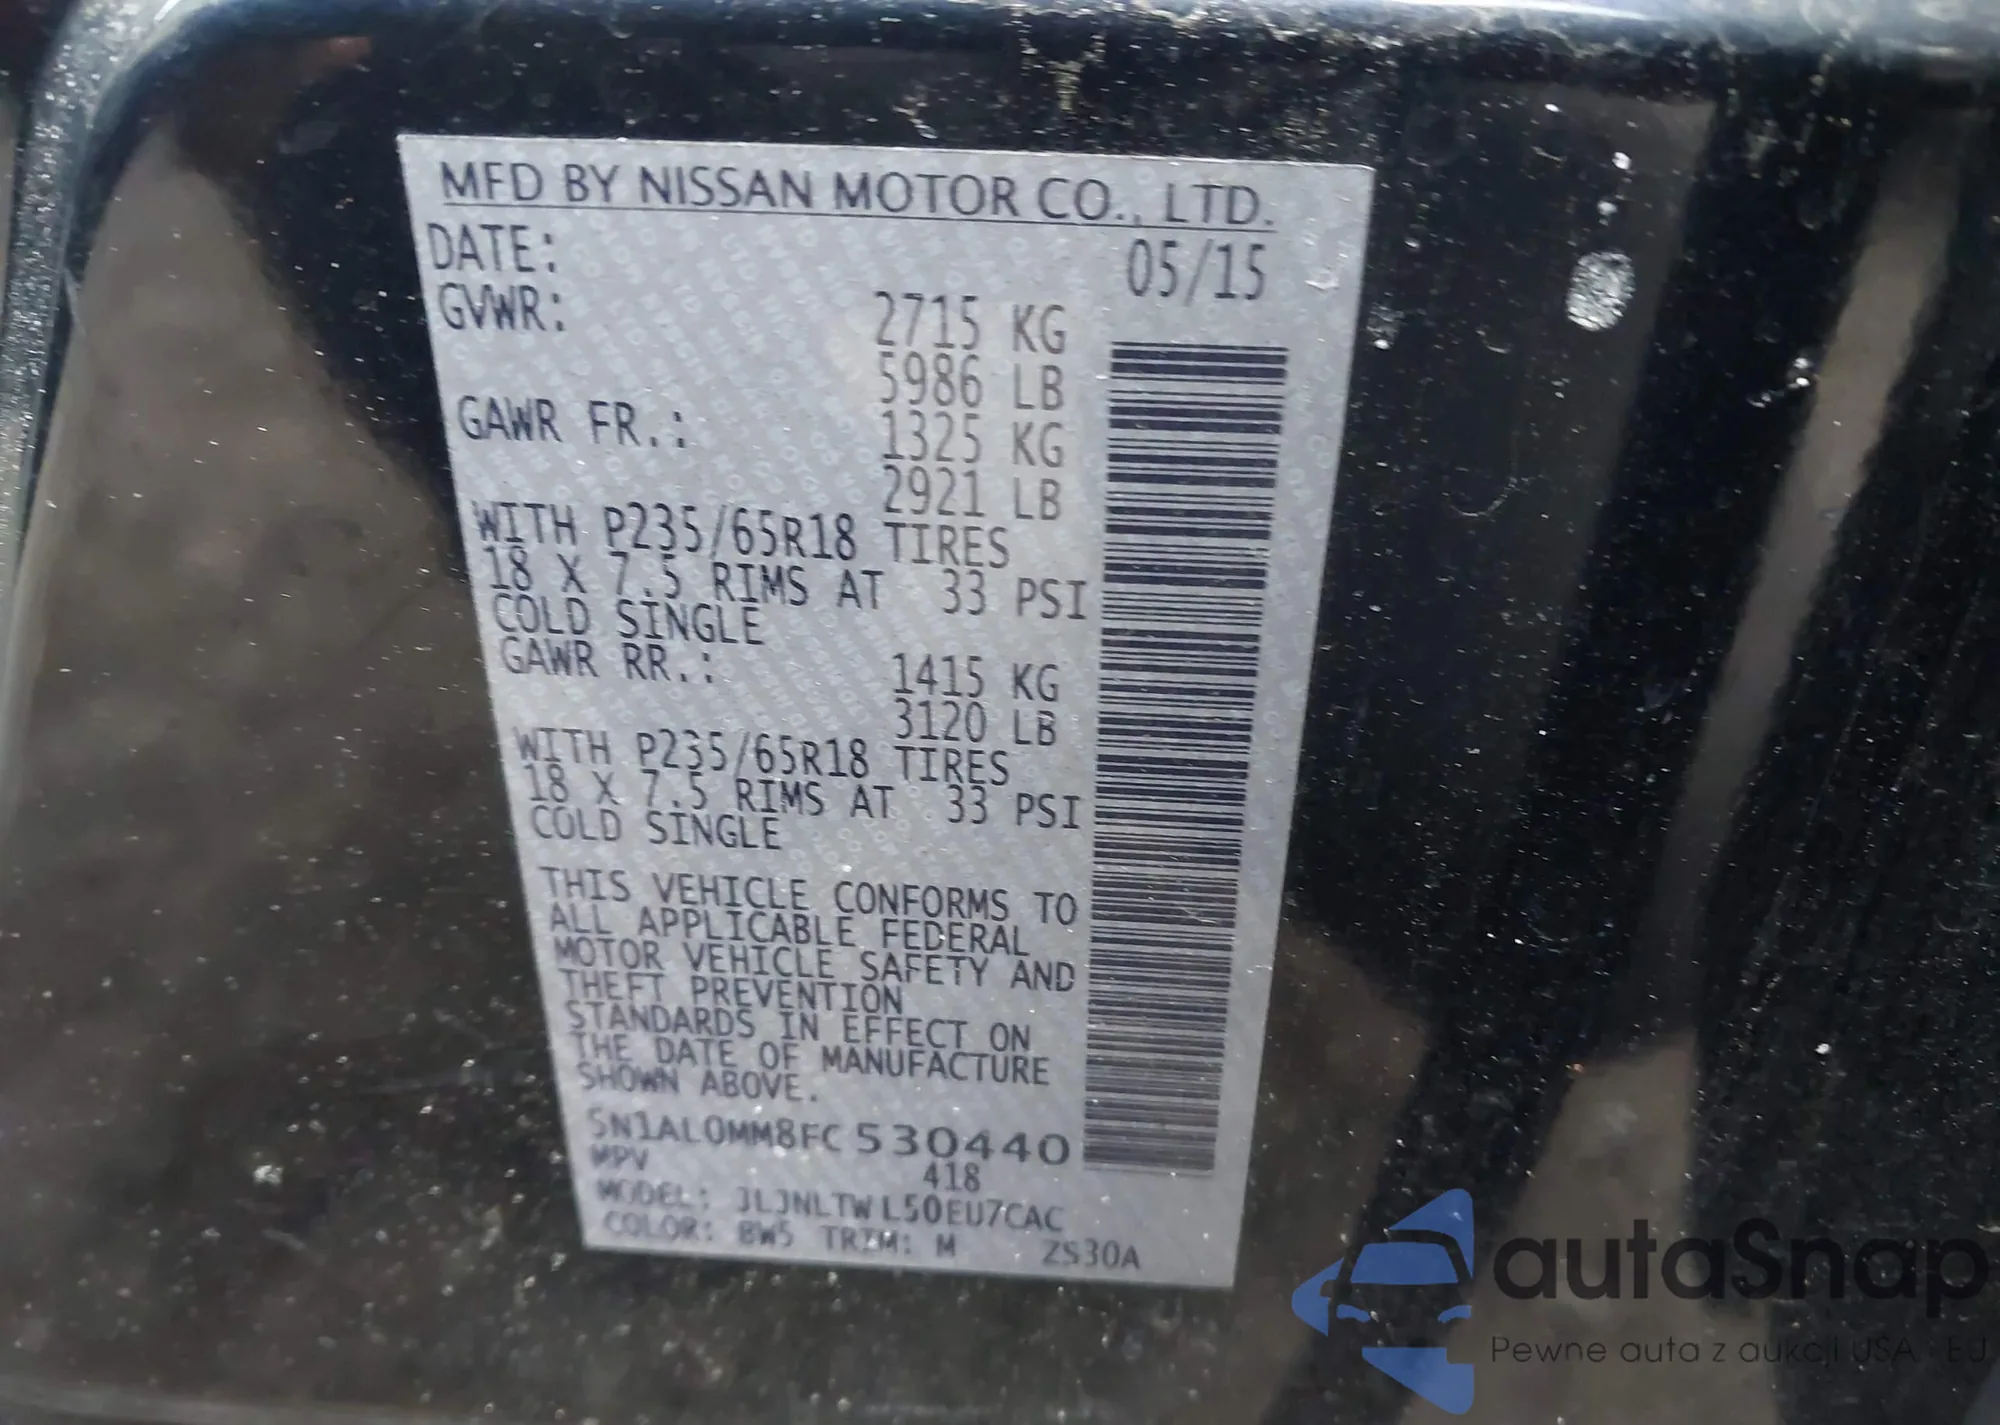 MFD BY NISSAN MOTOR CO., LTD.
DATE: 05/15
GVWR: 2715 KG
5986 LB
GAWR FR.: 1325 KG
2921 LB
WITH P235/65R18 TIRES
18 X 7.5 RIMS AT 33 PSI
COLD SINGLE
GAWR RR.: 1415 KG
3120 LB
WITH P235/65R18 TIRES
18 X 7.5 RIMS AT 33 PSI
COLD SINGLE
THIS VEHICLE CONFORMS TO
ALL APPLICABLE FEDERAL
MOTOR VEHICLE SAFETY AND
THEFT PREVENTION
STANDARDS IN EFFECT ON
THE DATE OF MANUFACTURE
SHOWN ABOVE.
5N1AL0MM8FC530440
MPV 418
MODEL: JLJNLTWL50EU7CAC
COLOR: BW5 TRIM: M ZS30A
autaSnap
Pewne auta z aukcji USA i EU